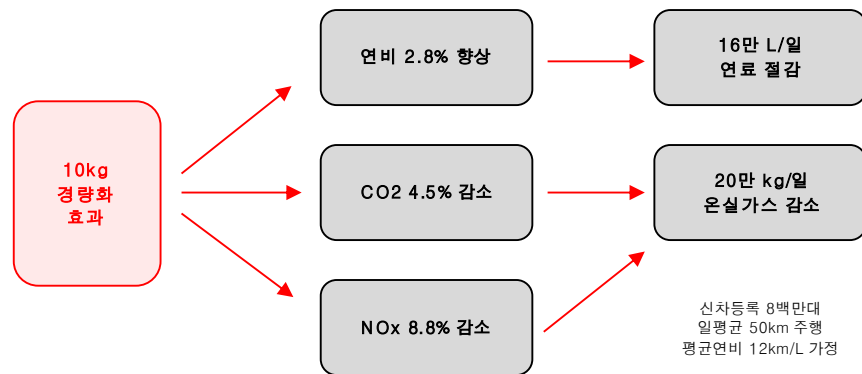 10kg
경량화
효과
연비 2.8% 향상
CO2 4.5% 감소
NOx 8.8% 감소
16만 L/일
연료 절감
20만 kg/일
온실가스 감소
신차등록 8백만대
일평균 50km 주행
평균연비 12km/L 가정